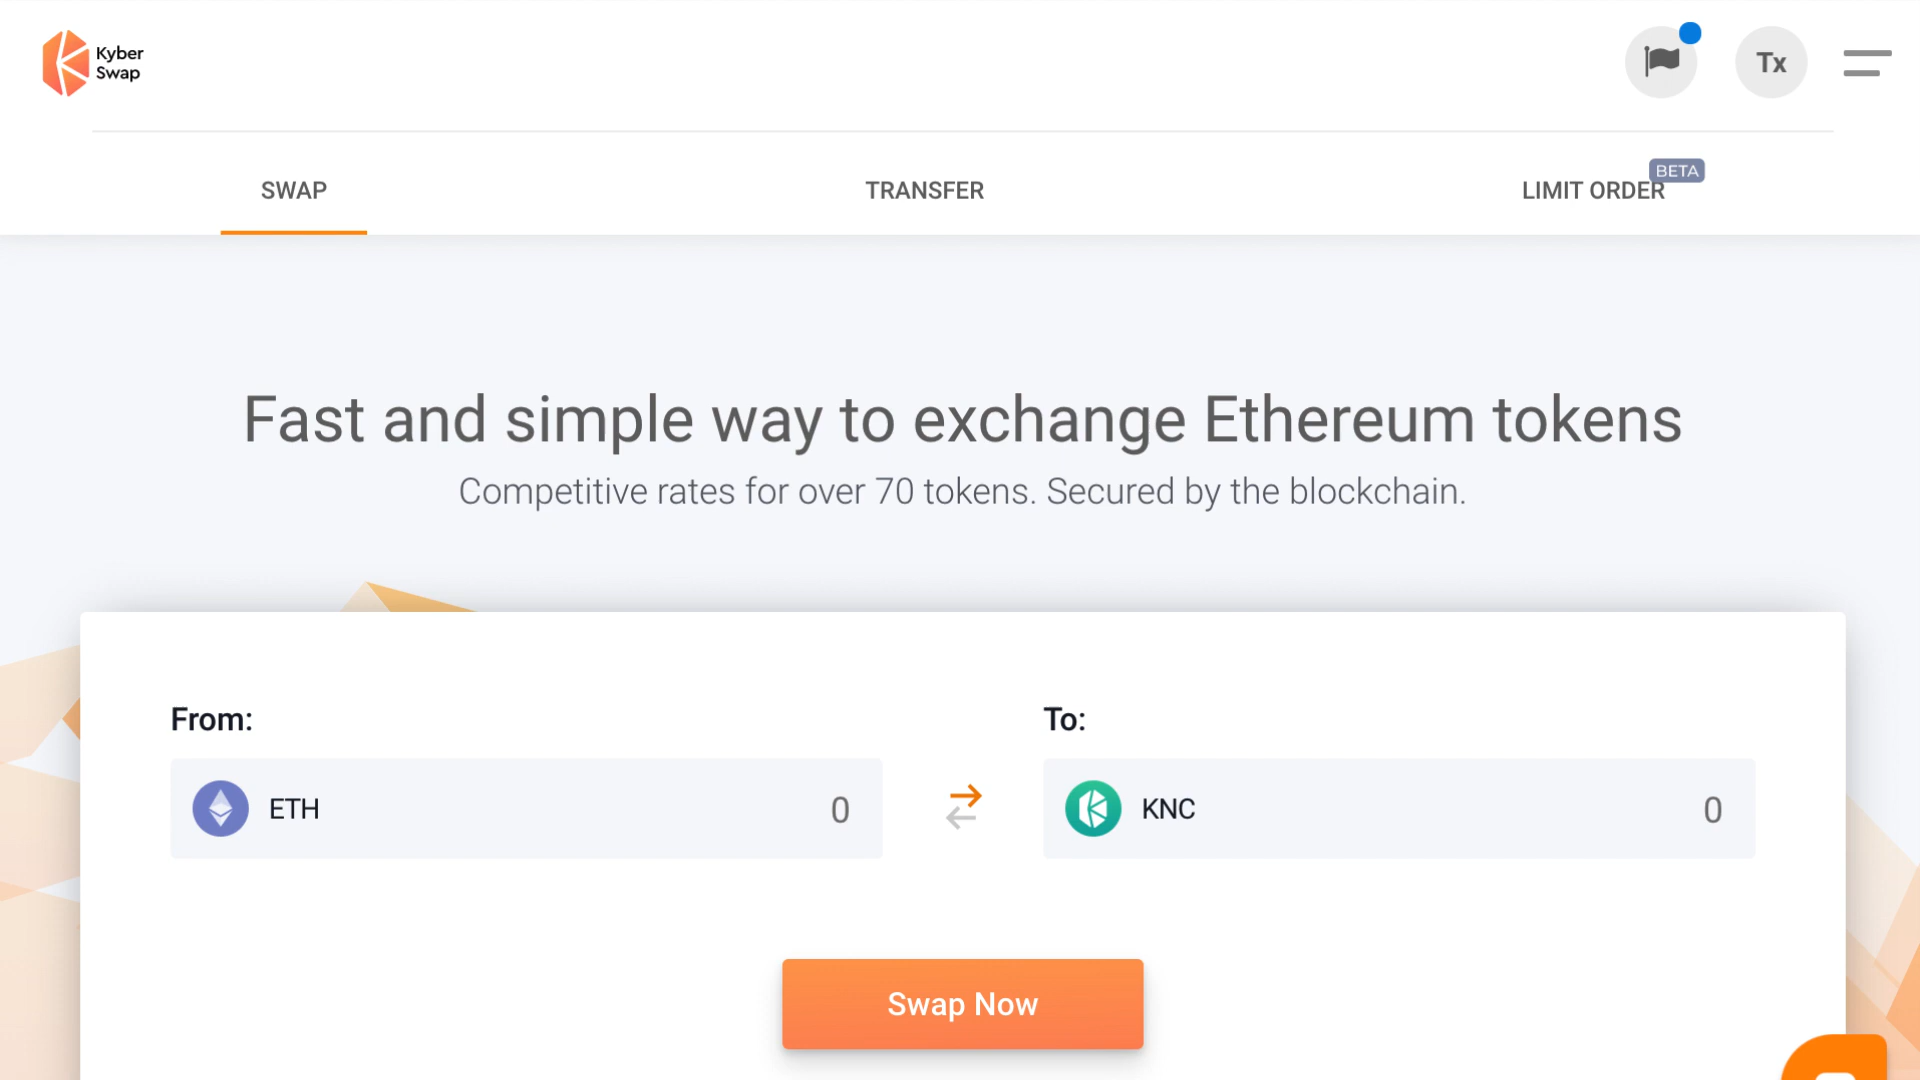 Kyber
Swap
Tx
SWAP
TRANSFER
LIMIT ORDER
BETA
Fast and simple way to exchange Ethereum tokens
Competitive rates for over 70 tokens. Secured by the blockchain.
From:
To:
ETH 0
KNC 0
Swap Now